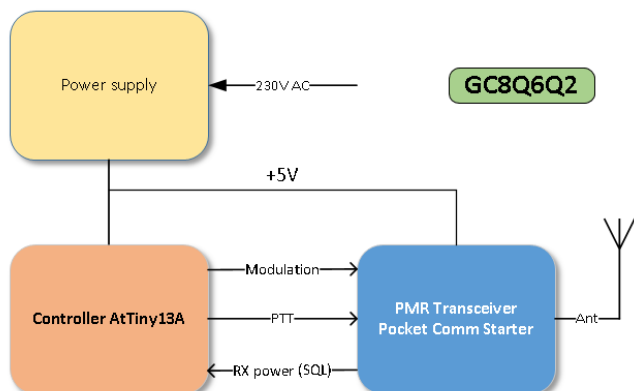 Power supply
230V AC
GC8Q6Q2
+5V
Modulation
Controller AtTiny13A
PTT
PMR Transceiver
Pocket Comm Starter
Ant
RX power (SQL)